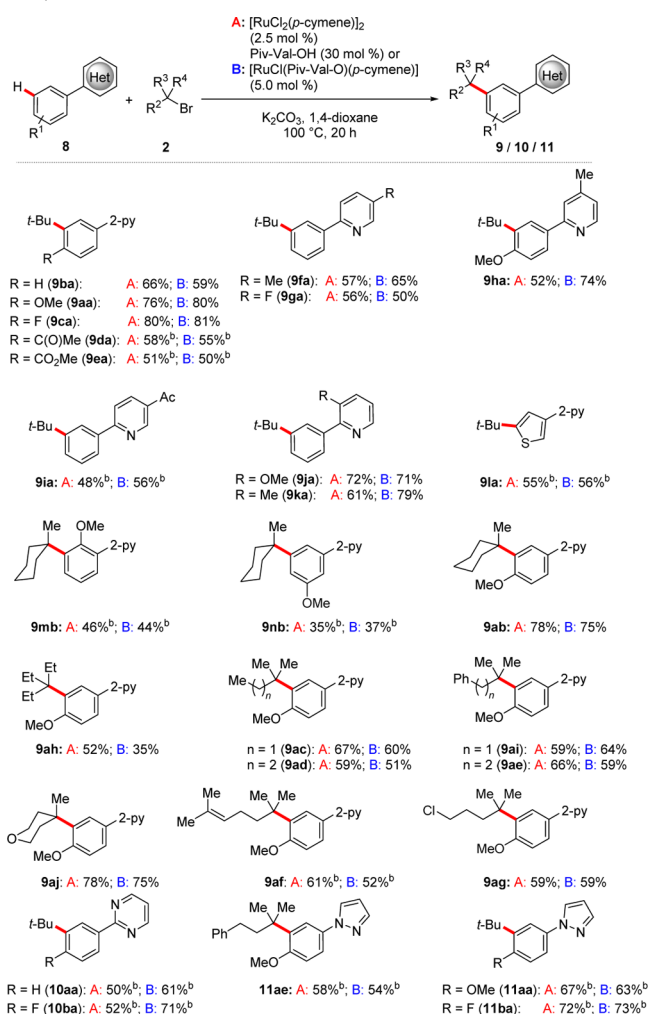 A: [RuCl2(p-cymene)]2
(2.5 mol %)
Piv-Val-OH (30 mol %) or
B: [RuCl(Piv-Val-O)(p-cymene)]
(5.0 mol %)
K2CO3, 1,4-dioxane
100 °C, 20 h
H
Het
R1
8
+
R3 R4
R2 Br
2
R3 R4
R2
Het
R1
9 / 10 / 11
t-Bu 2-py
R
R = H (9ba): A: 66%; B: 59%
R = OMe (9aa): A: 76%; B: 80%
R = F (9ca): A: 80%; B: 81%
R = C(O)Me (9da): A: 58%b; B: 55%b
R = CO2Me (9ea): A: 51%b; B: 50%b
R
t-Bu N
R = Me (9fa): A: 57%; B: 65%
R = F (9ga): A: 56%; B: 50%
Me
t-Bu N
MeO
9ha: A: 52%; B: 74%
Ac
t-Bu N
9ia: A: 48%b; B: 56%b
R
t-Bu N
R = OMe (9ja): A: 72%; B: 71%
R = Me (9ka): A: 61%; B: 79%
2-py
t-Bu S
9la: A: 55%b; B: 56%b
Me OMe
2-py
9mb: A: 46%b; B: 44%b
Me
2-py
OMe
9nb: A: 35%b; B: 37%b
Me
2-py
MeO
9ab: A: 78%; B: 75%
Et
Et 2-py
Et
MeO
9ah: A: 52%; B: 35%
Me Me
Me n 2-py
MeO
n = 1 (9ac): A: 67%; B: 60%
n = 2 (9ad): A: 59%; B: 51%
Me Me
Ph n 2-py
MeO
n = 1 (9ai): A: 59%; B: 64%
n = 2 (9ae): A: 66%; B: 59%
Me
2-py
O
MeO
9aj: A: 78%; B: 75%
Me Me Me
2-py
Me
MeO
9af: A: 61%b; B: 52%b
Me Me
Cl 2-py
MeO
9ag: A: 59%; B: 59%
N
t-Bu N
R
R = H (10aa): A: 50%b; B: 61%b
R = F (10ba): A: 52%b; B: 71%b
Me Me
Ph N N
MeO
11ae: A: 58%b; B: 54%b
t-Bu N N
R
R = OMe (11aa): A: 67%b; B: 63%b
R = F (11ba): A: 72%b; B: 73%b